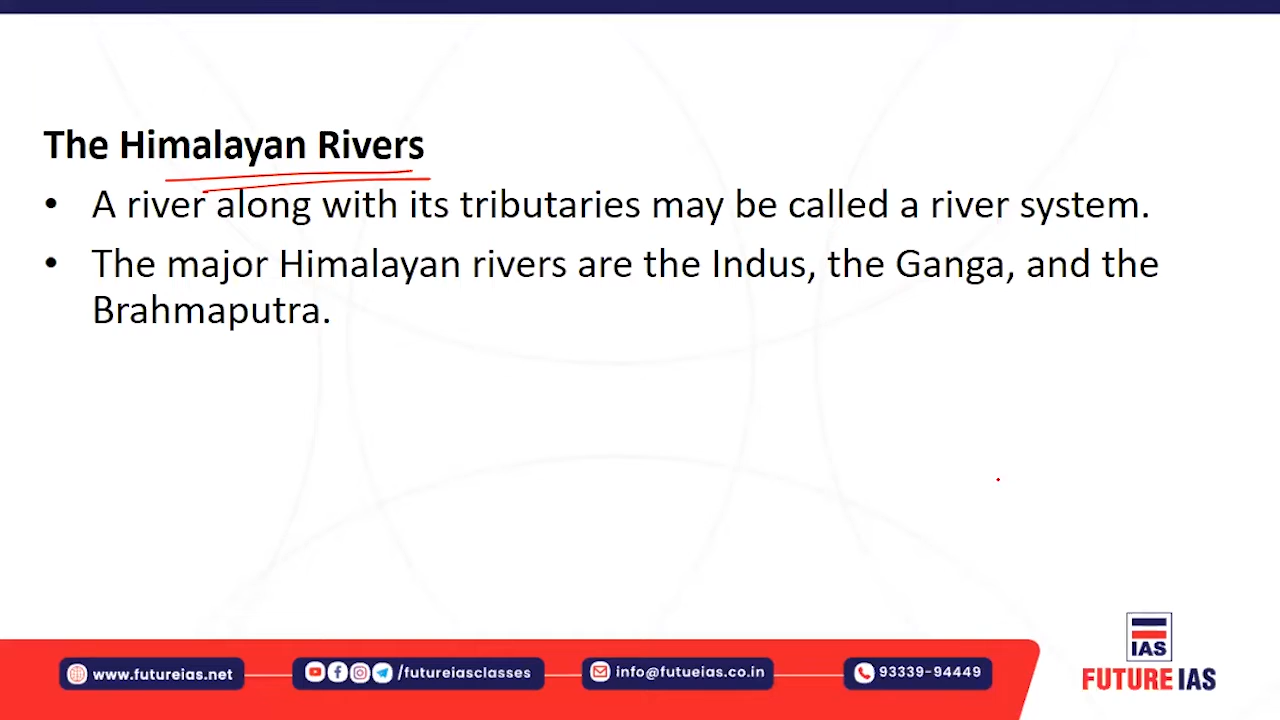 The Himalayan Rivers
• A river along with its tributaries may be called a river system.
• The major Himalayan rivers are the Indus, the Ganga, and the
Brahmaputra.
IAS
FUTURE IAS
www.futureias.net
/futureiasclasses
info@futueias.co.in
93339-94449